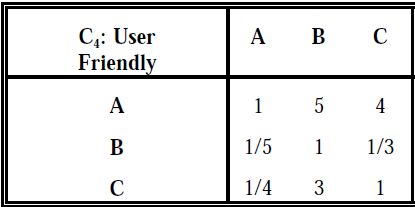 C₄: User Friendly A B C
A 1 5 4
B 1/5 1 1/3
C 1/4 3 1